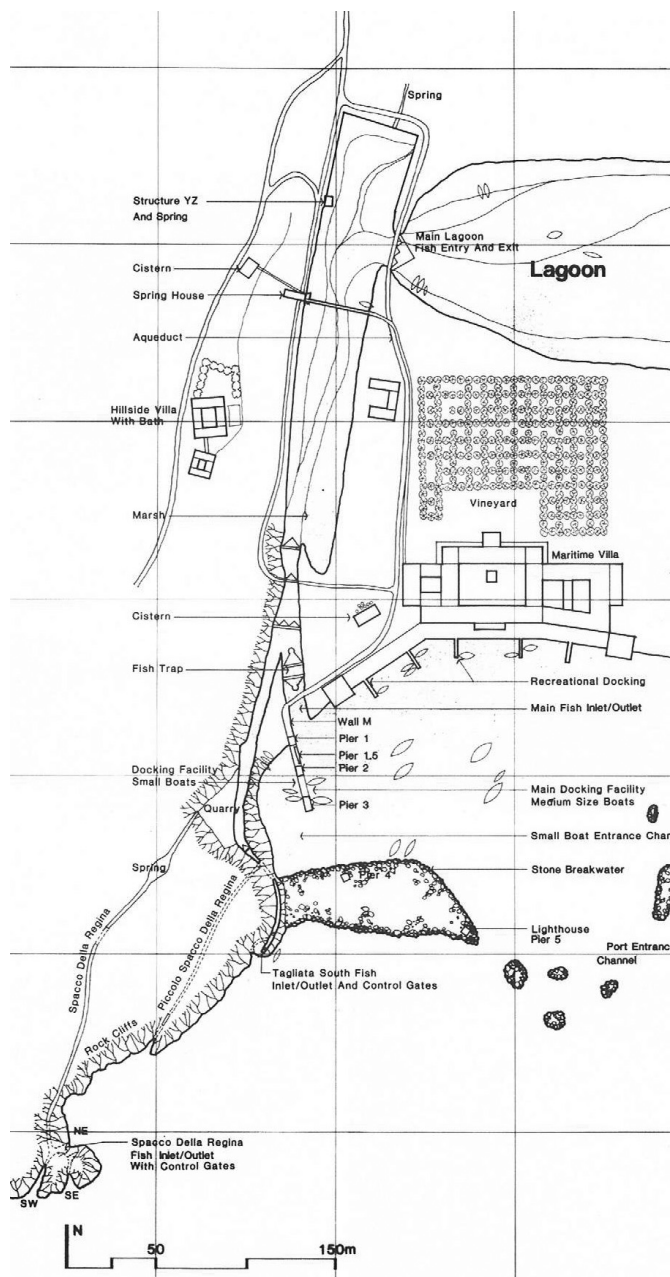 Spring
Structure YZ
And Spring
Main Lagoon
Fish Entry And Exit
Lagoon
Cistern
Spring House
Aqueduct
Hillside Villa
With Bath
Vineyard
Marsh
Maritime Villa
Cistern
Fish Trap
Recreational Docking
Main Fish Inlet/Outlet
Wall M
Pier 1
Pier 1.5
Pier 2
Docking Facility
Small Boats
Main Docking Facility
Medium Size Boats
Pier 3
Quarry
Small Boat Entrance Chan
Spring
Stone Breakwater
Pier 4
Piccolo Spacco Della Regina
Spacco Della Regina
Lighthouse
Pier 5
Port Entranc
Channel
Tagliata South Fish
Inlet/Outlet And Control Gates
Rock Cliffs
NE
Spacco Della Regina
Fish Inlet/Outlet
With Control Gates
SW
SE
N
50
150m